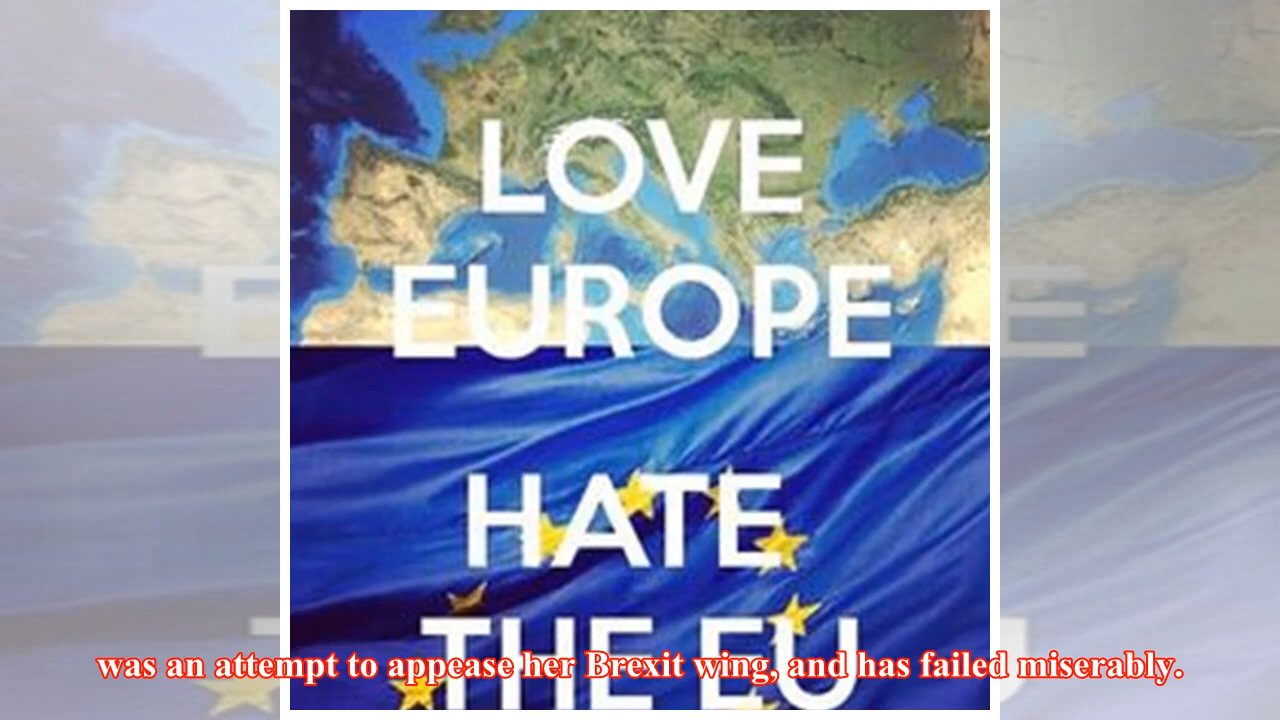 LOVE
EUROPE
HATE
THE EU
was an attempt to appease her Brexit wing, and has failed miserably.